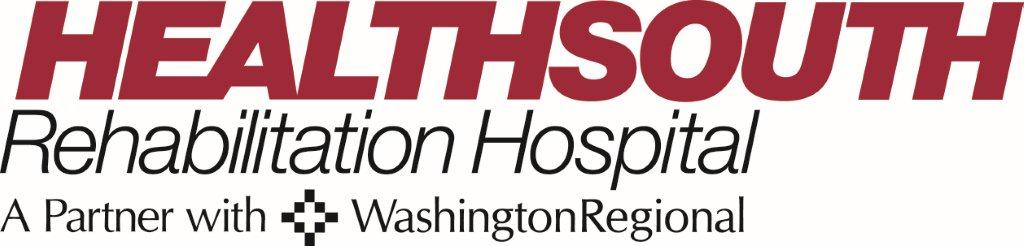 HEALTHSOUTH
Rehabilitation Hospital
A Partner with WashingtonRegional